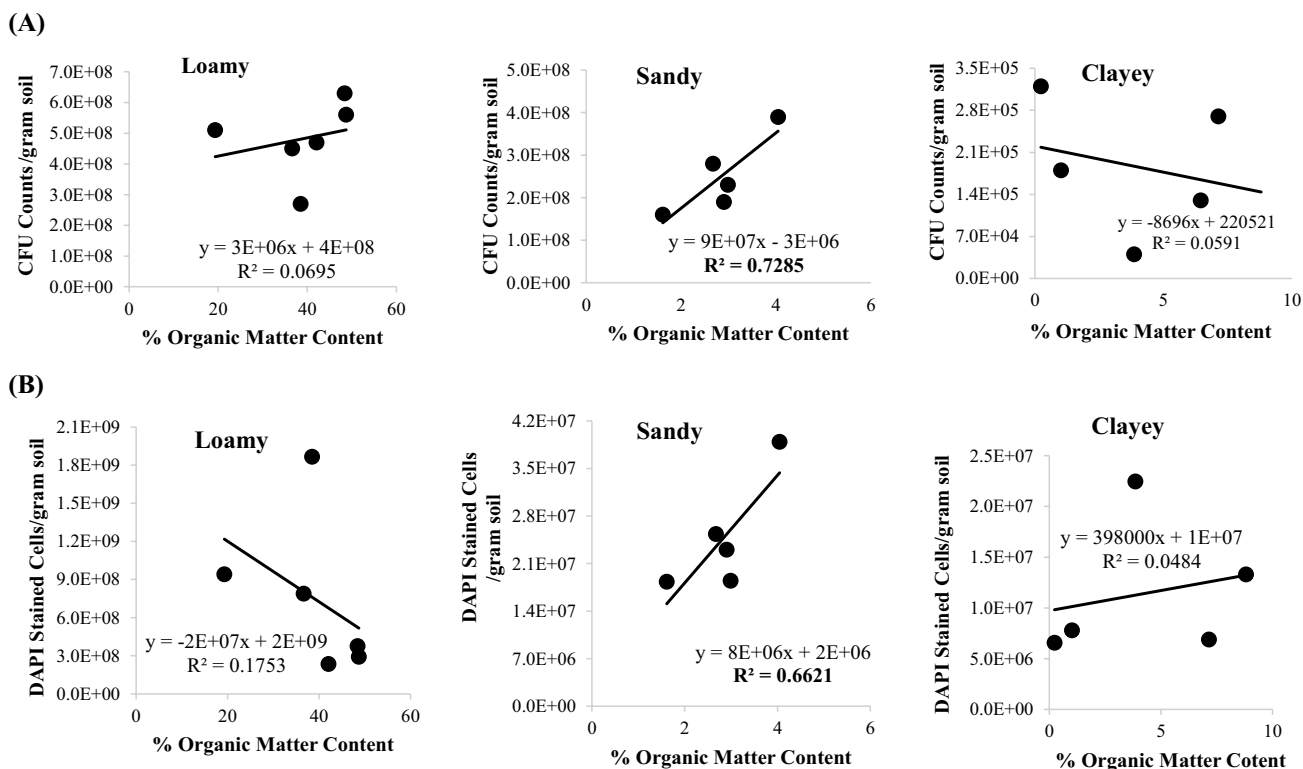 (A)
Loamy
CFU Counts/gram soil
7.0E+08
6.0E+08
5.0E+08
4.0E+08
3.0E+08
2.0E+08
1.0E+08
0.0E+00
y = 3E+06x + 4E+08
R² = 0.0695
0 20 40 60
% Organic Matter Content
Sandy
CFU Counts/gram soil
5.0E+08
4.0E+08
3.0E+08
2.0E+08
1.0E+08
0.0E+00
y = 9E+07x - 3E+06
R² = 0.7285
0 2 4 6
% Organic Matter Content
Clayey
CFU Counts/gram soil
3.5E+05
2.8E+05
2.1E+05
1.4E+05
7.0E+04
0.0E+00
y = -8696x + 220521
R² = 0.0591
0 5 10
% Organic Matter Content
(B)
Loamy
DAPI Stained Cells/gram soil
2.1E+09
1.8E+09
1.5E+09
1.2E+09
9.0E+08
6.0E+08
3.0E+08
0.0E+00
y = -2E+07x + 2E+09
R² = 0.1753
0 20 40 60
% Organic Matter Content
Sandy
DAPI Stained Cells
/gram soil
4.2E+07
3.5E+07
2.8E+07
2.1E+07
1.4E+07
7.0E+06
0.0E+00
y = 8E+06x + 2E+06
R² = 0.6621
0 2 4 6
% Organic Matter Content
Clayey
DAPI Stained Cells/gram soil
2.5E+07
2.0E+07
1.5E+07
1.0E+07
5.0E+06
0.0E+00
y = 398000x + 1E+07
R² = 0.0484
0 5 10
% Organic Matter Cotent